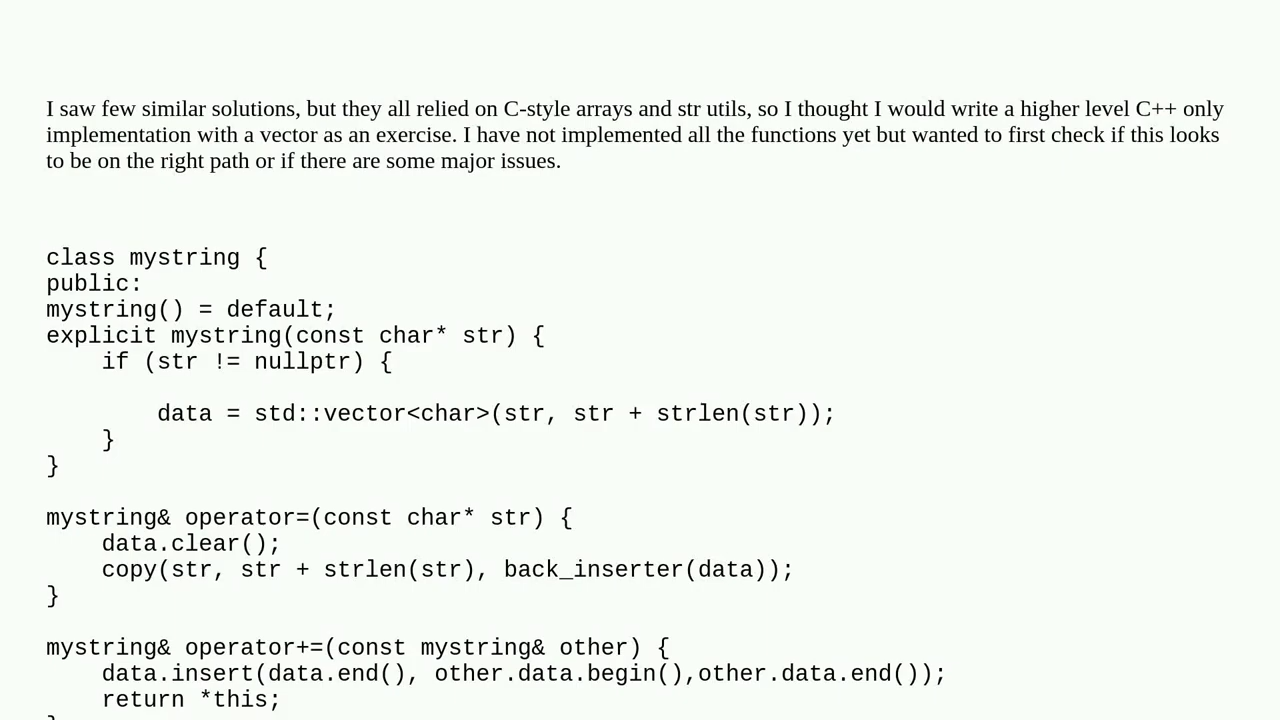 I saw few similar solutions, but they all relied on C-style arrays and str utils, so I thought I would write a higher level C++ only
implementation with a vector as an exercise. I have not implemented all the functions yet but wanted to first check if this looks
to be on the right path or if there are some major issues.
class mystring {
public:
mystring() = default;
explicit mystring(const char* str) {
    if (str != nullptr) {
        data = std::vector<char>(str, str + strlen(str));
    }
}
mystring& operator=(const char* str) {
    data.clear();
    copy(str, str + strlen(str), back_inserter(data));
}
mystring& operator+=(const mystring& other) {
    data.insert(data.end(), other.data.begin(),other.data.end());
    return *this;
}